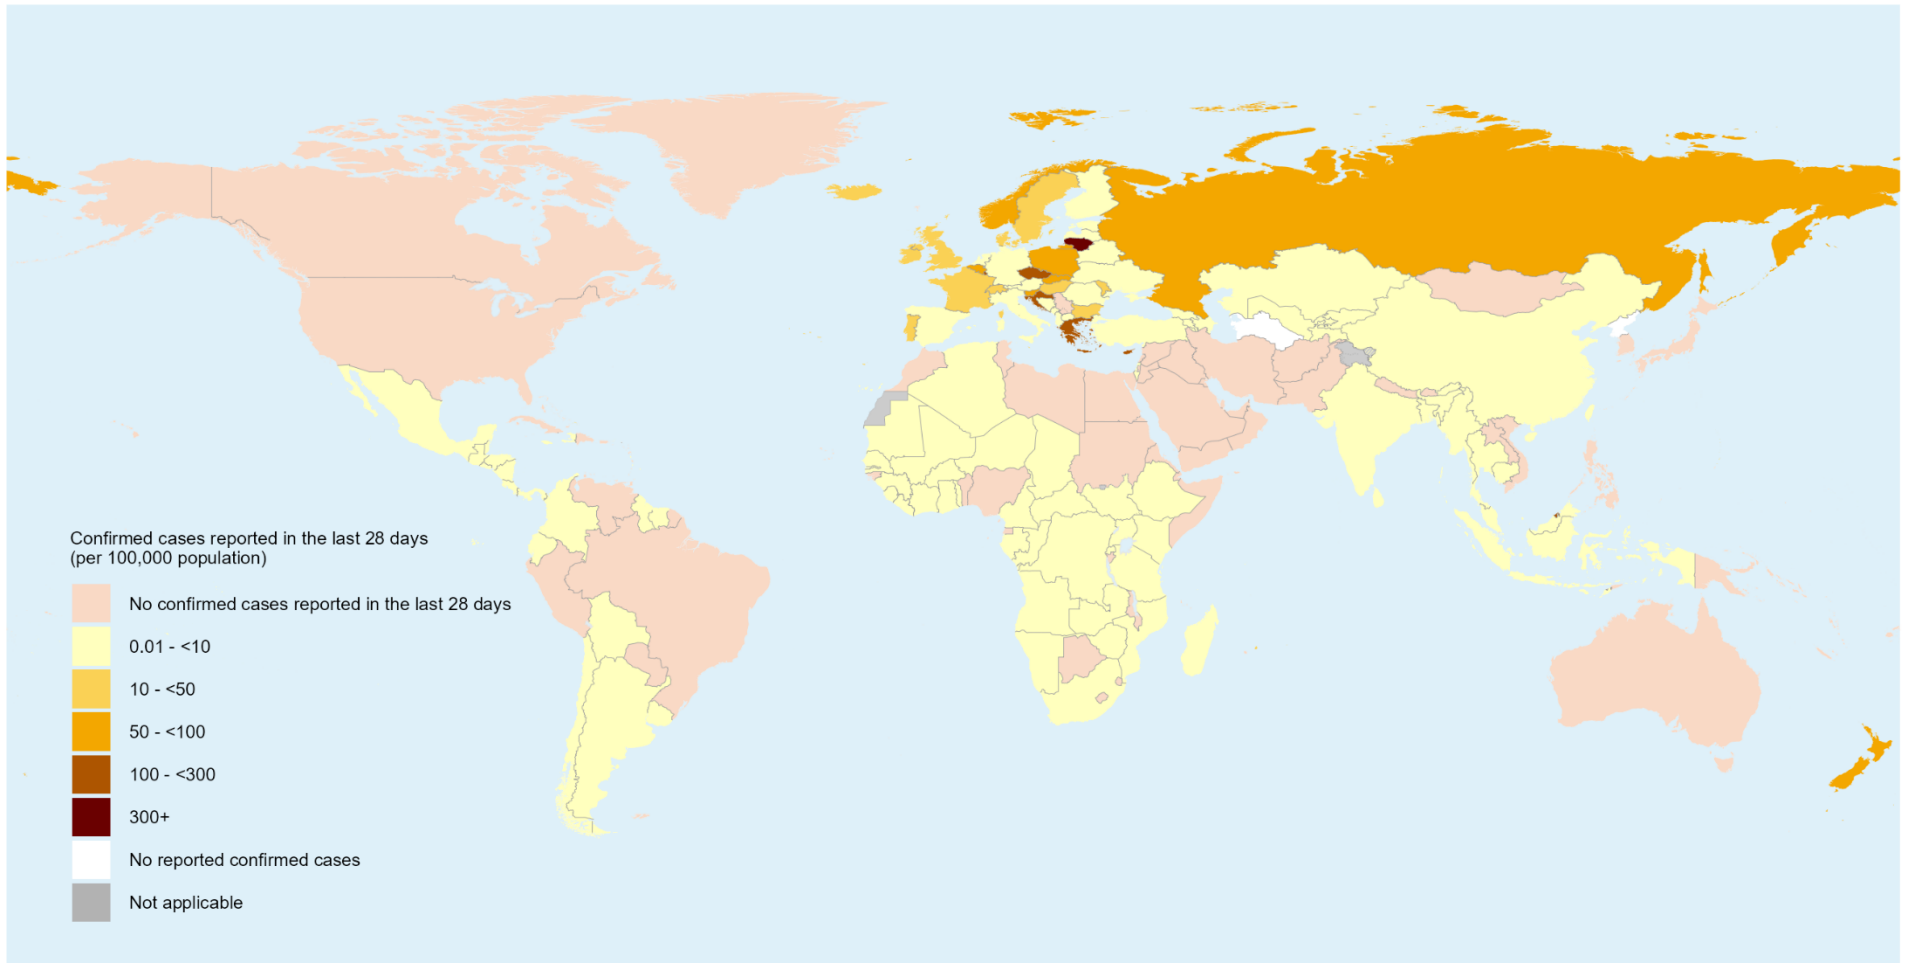 Confirmed cases reported in the last 28 days
(per 100,000 population)
No confirmed cases reported in the last 28 days
0.01 - <10
10 - <50
50 - <100
100 - <300
300+
No reported confirmed cases
Not applicable